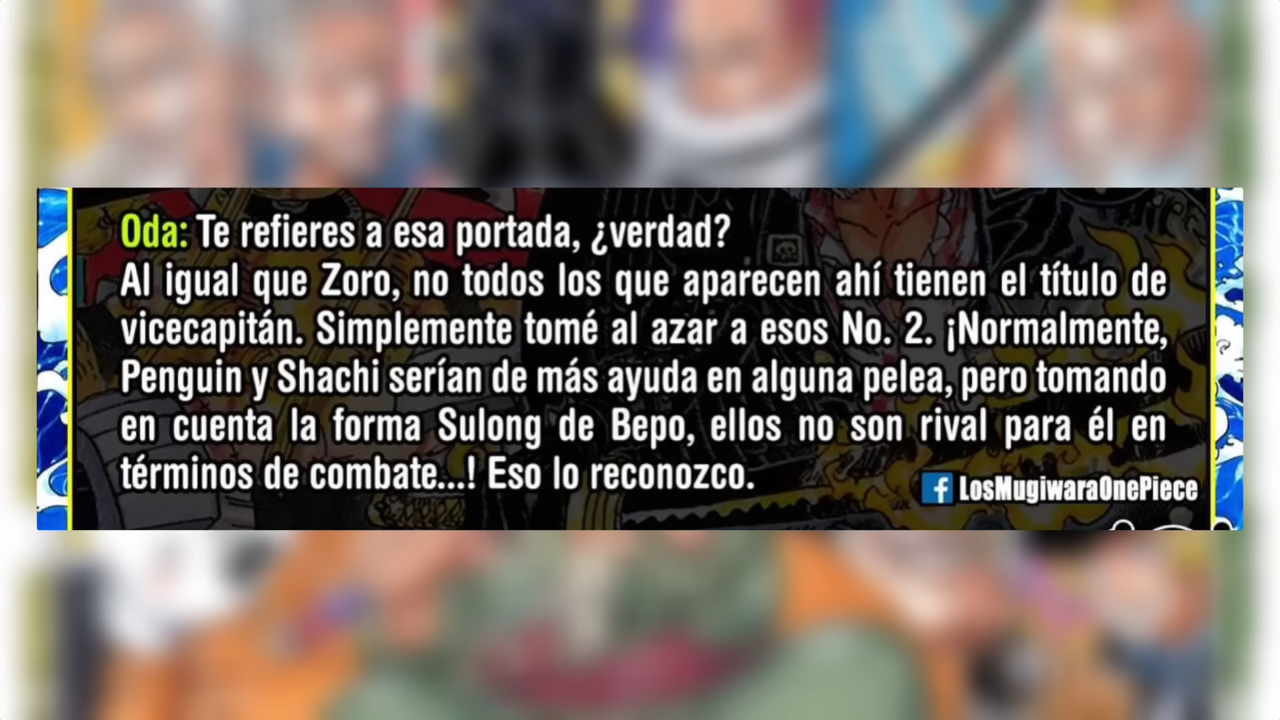 Oda: Te refieres a esa portada, ¿verdad?
Al igual que Zoro, no todos los que aparecen ahí tienen el título de
vicecapitán. Simplemente tomé al azar a esos No. 2. ¡Normalmente,
Penguin y Shachi serían de más ayuda en alguna pelea, pero tomando
en cuenta la forma Sulong de Bepo, ellos no son rival para él en
términos de combate...! Eso lo reconozco.
f LosMugiwaraOnePiece